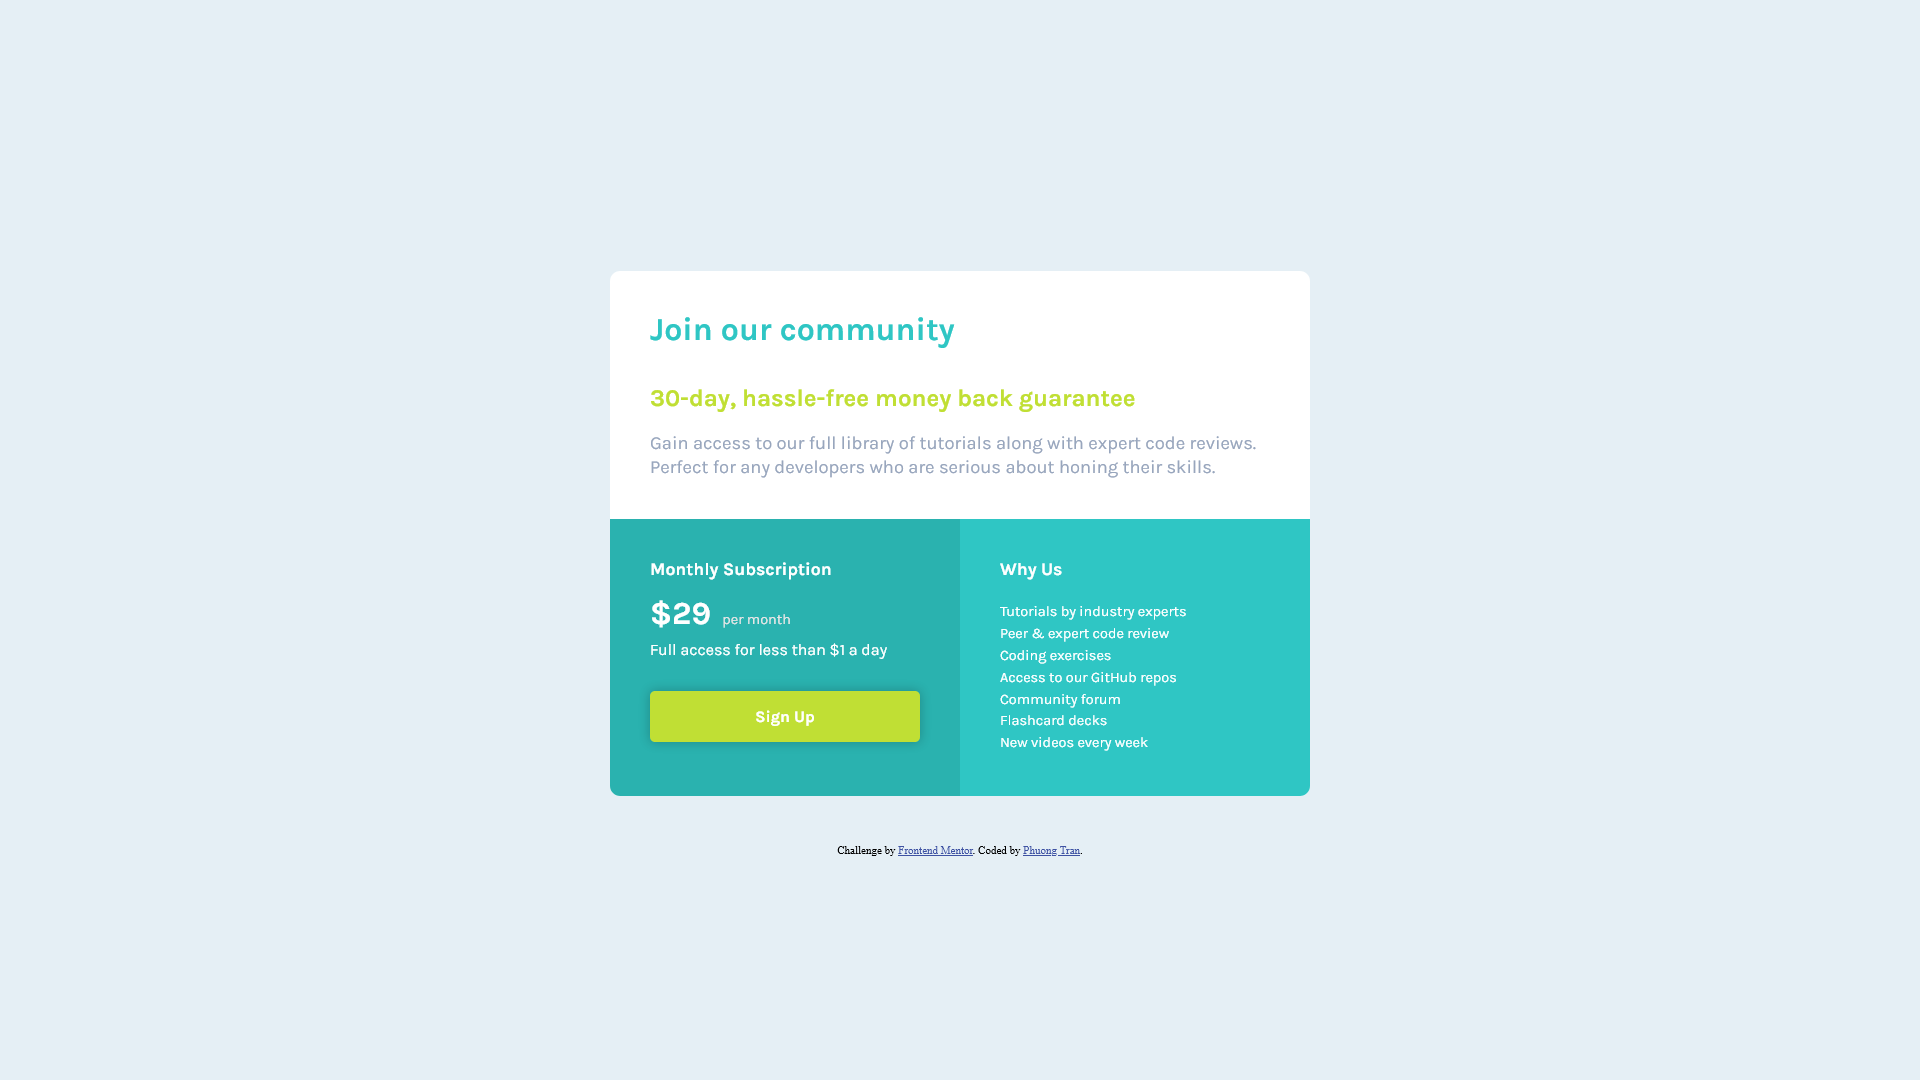 Join our community
30-day, hassle-free money back guarantee
Gain access to our full library of tutorials along with expert code reviews.
Perfect for any developers who are serious about honing their skills.
Monthly Subscription
$29 per month
Full access for less than $1 a day
Sign Up
Why Us
Tutorials by industry experts
Peer & expert code review
Coding exercises
Access to our GitHub repos
Community forum
Flashcard decks
New videos every week
Challenge by Frontend Mentor. Coded by Phuong Tran.